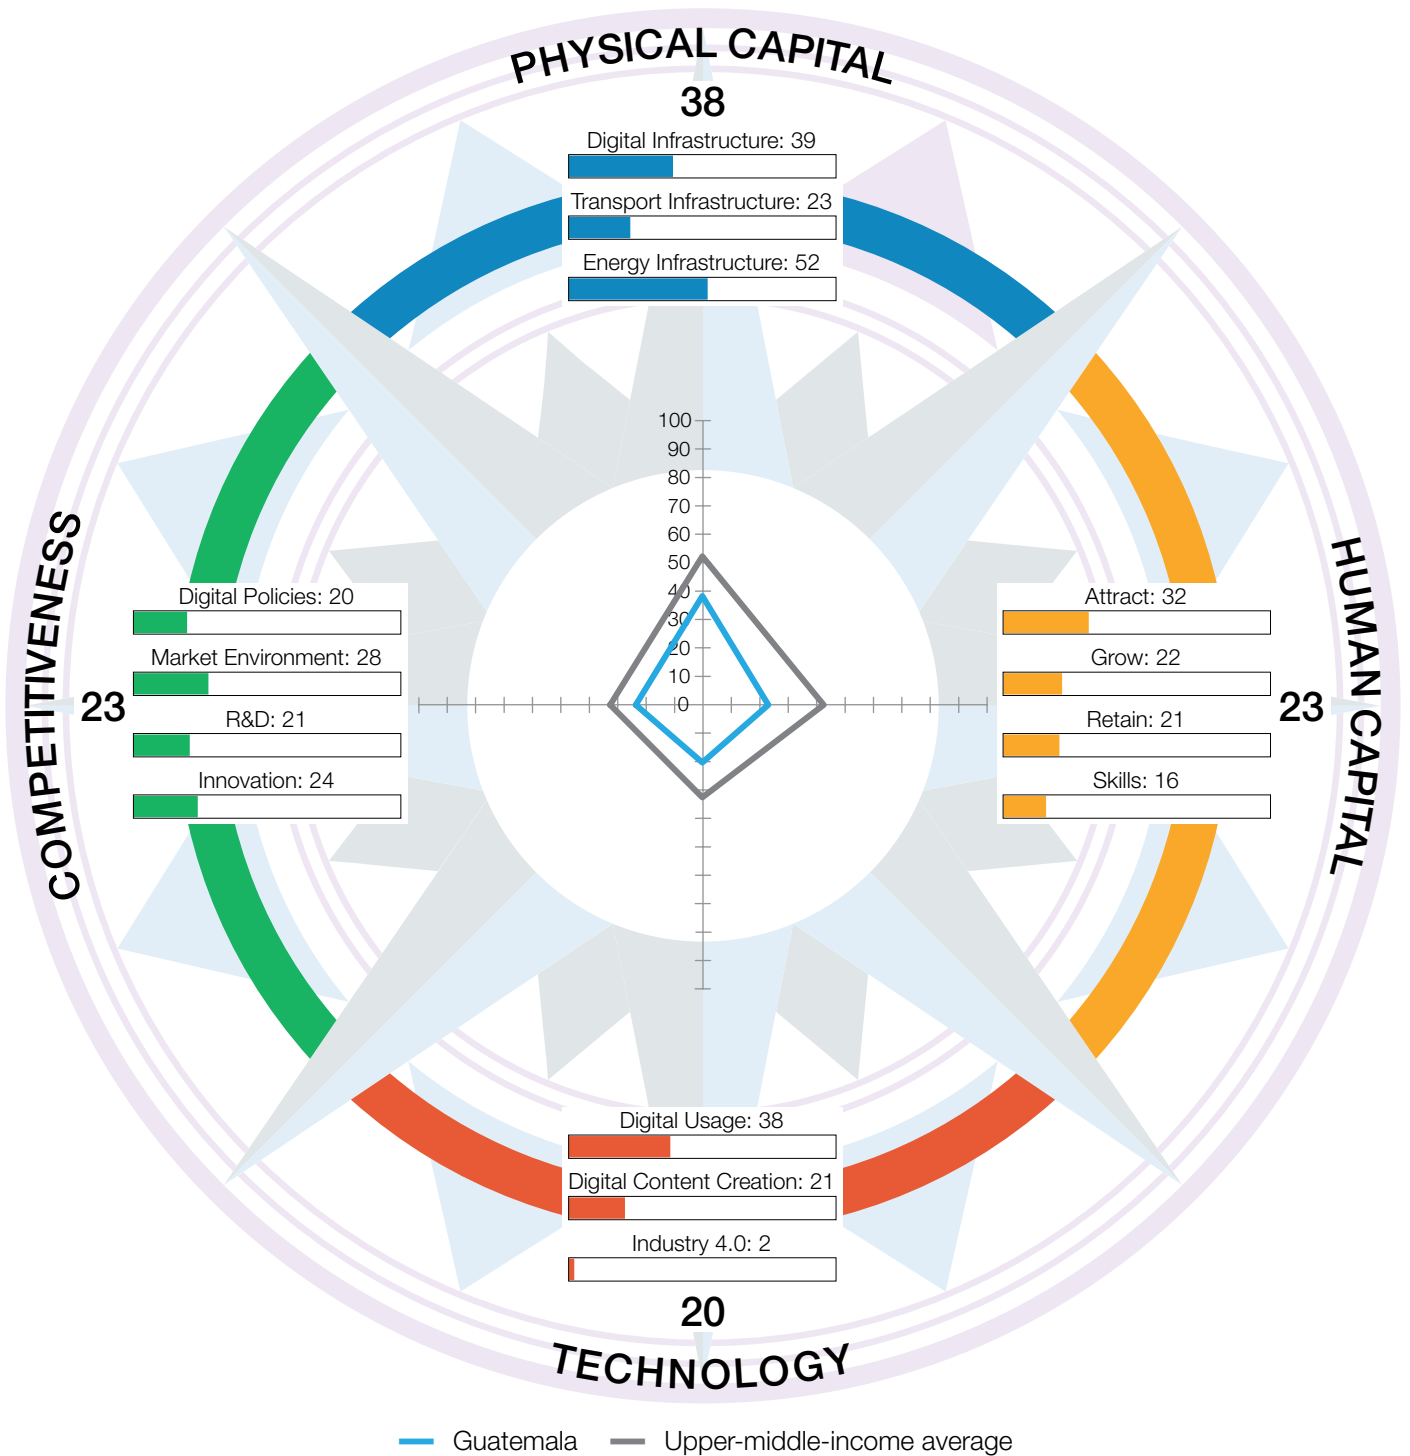 PHYSICAL CAPITAL
38
Digital Infrastructure: 39
Transport Infrastructure: 23
Energy Infrastructure: 52
100
90
80
70
60
50
40
30
20
10
0
COMPETITIVENESS
23
Digital Policies: 20
Market Environment: 28
R&D: 21
Innovation: 24
HUMAN CAPITAL
23
Attract: 32
Grow: 22
Retain: 21
Skills: 16
Digital Usage: 38
Digital Content Creation: 21
Industry 4.0: 2
20
TECHNOLOGY
Guatemala
Upper-middle-income average